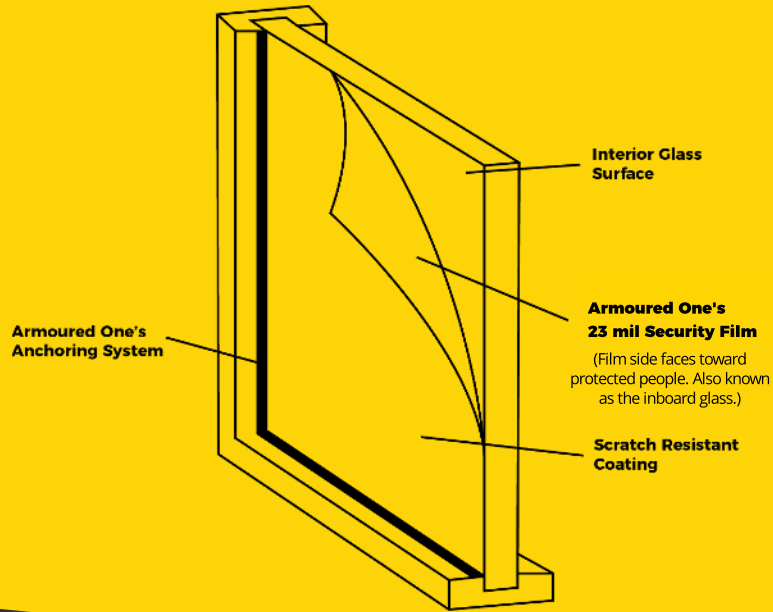 Interior Glass
Surface
Armoured One's
23 mil Security Film
(Film side faces toward
protected people. Also known
as the inboard glass.)
Armoured One's
Anchoring System
Scratch Resistant
Coating